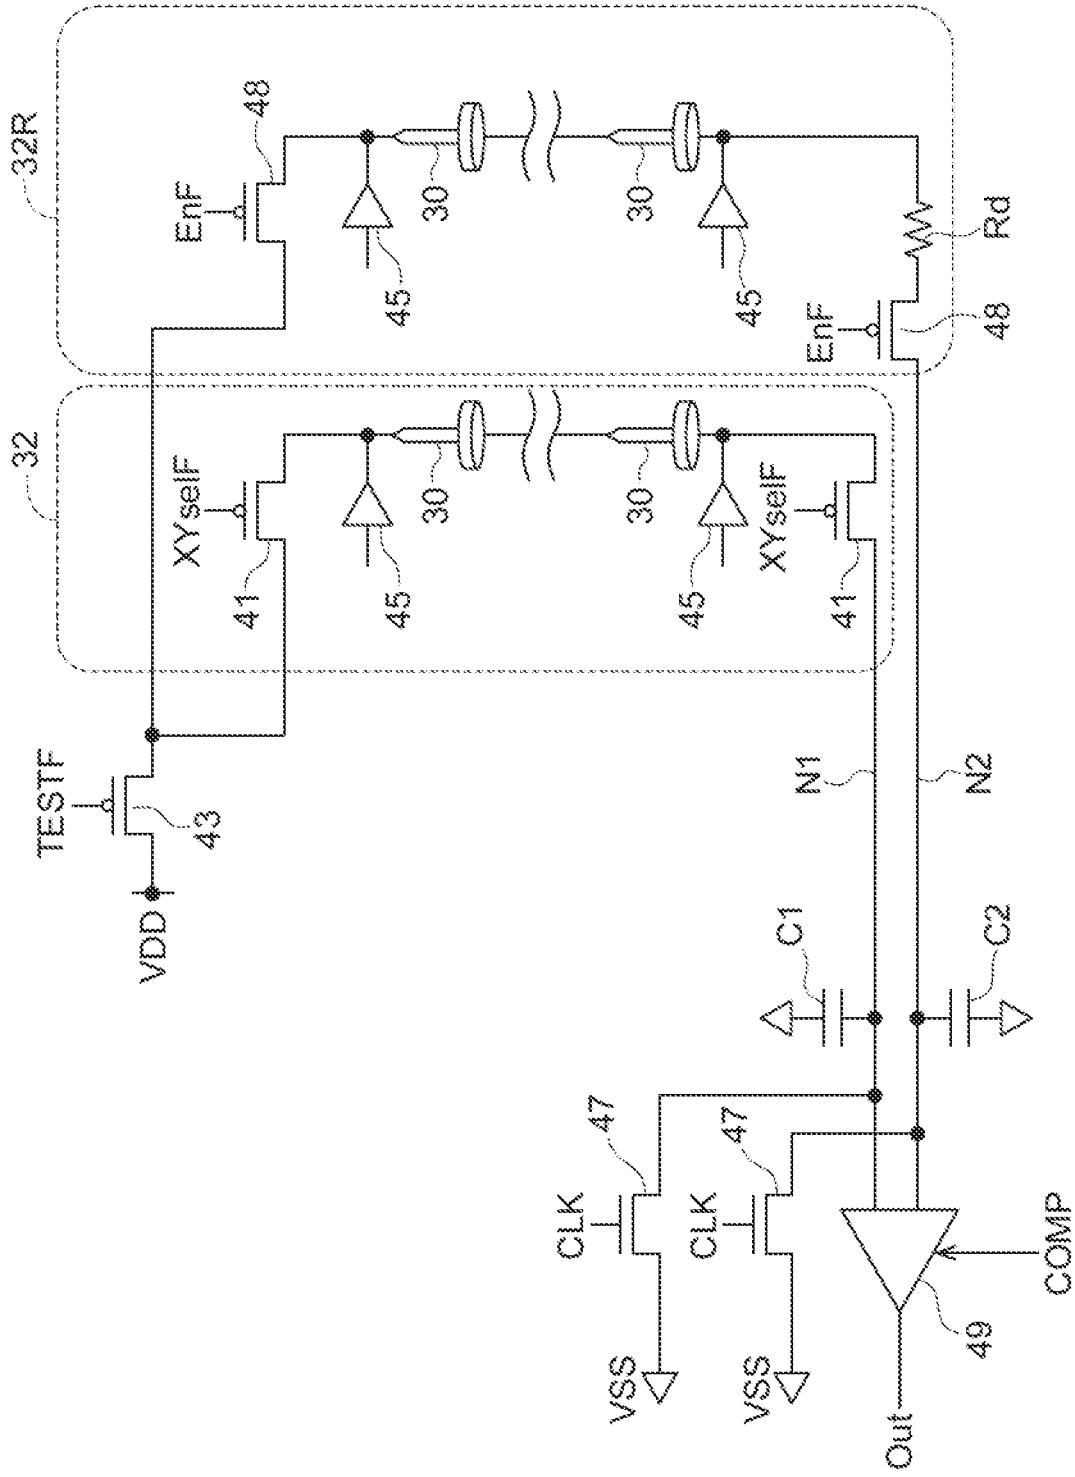 32R
32
EnF
48
45
30
30
45
Rd
EnF
48
XYselF
41
45
30
30
45
XYselF
41
TESTF
43
VDD
N1
N2
C1
C2
CLK
47
CLK
47
VSS
VSS
COMP
49
Out